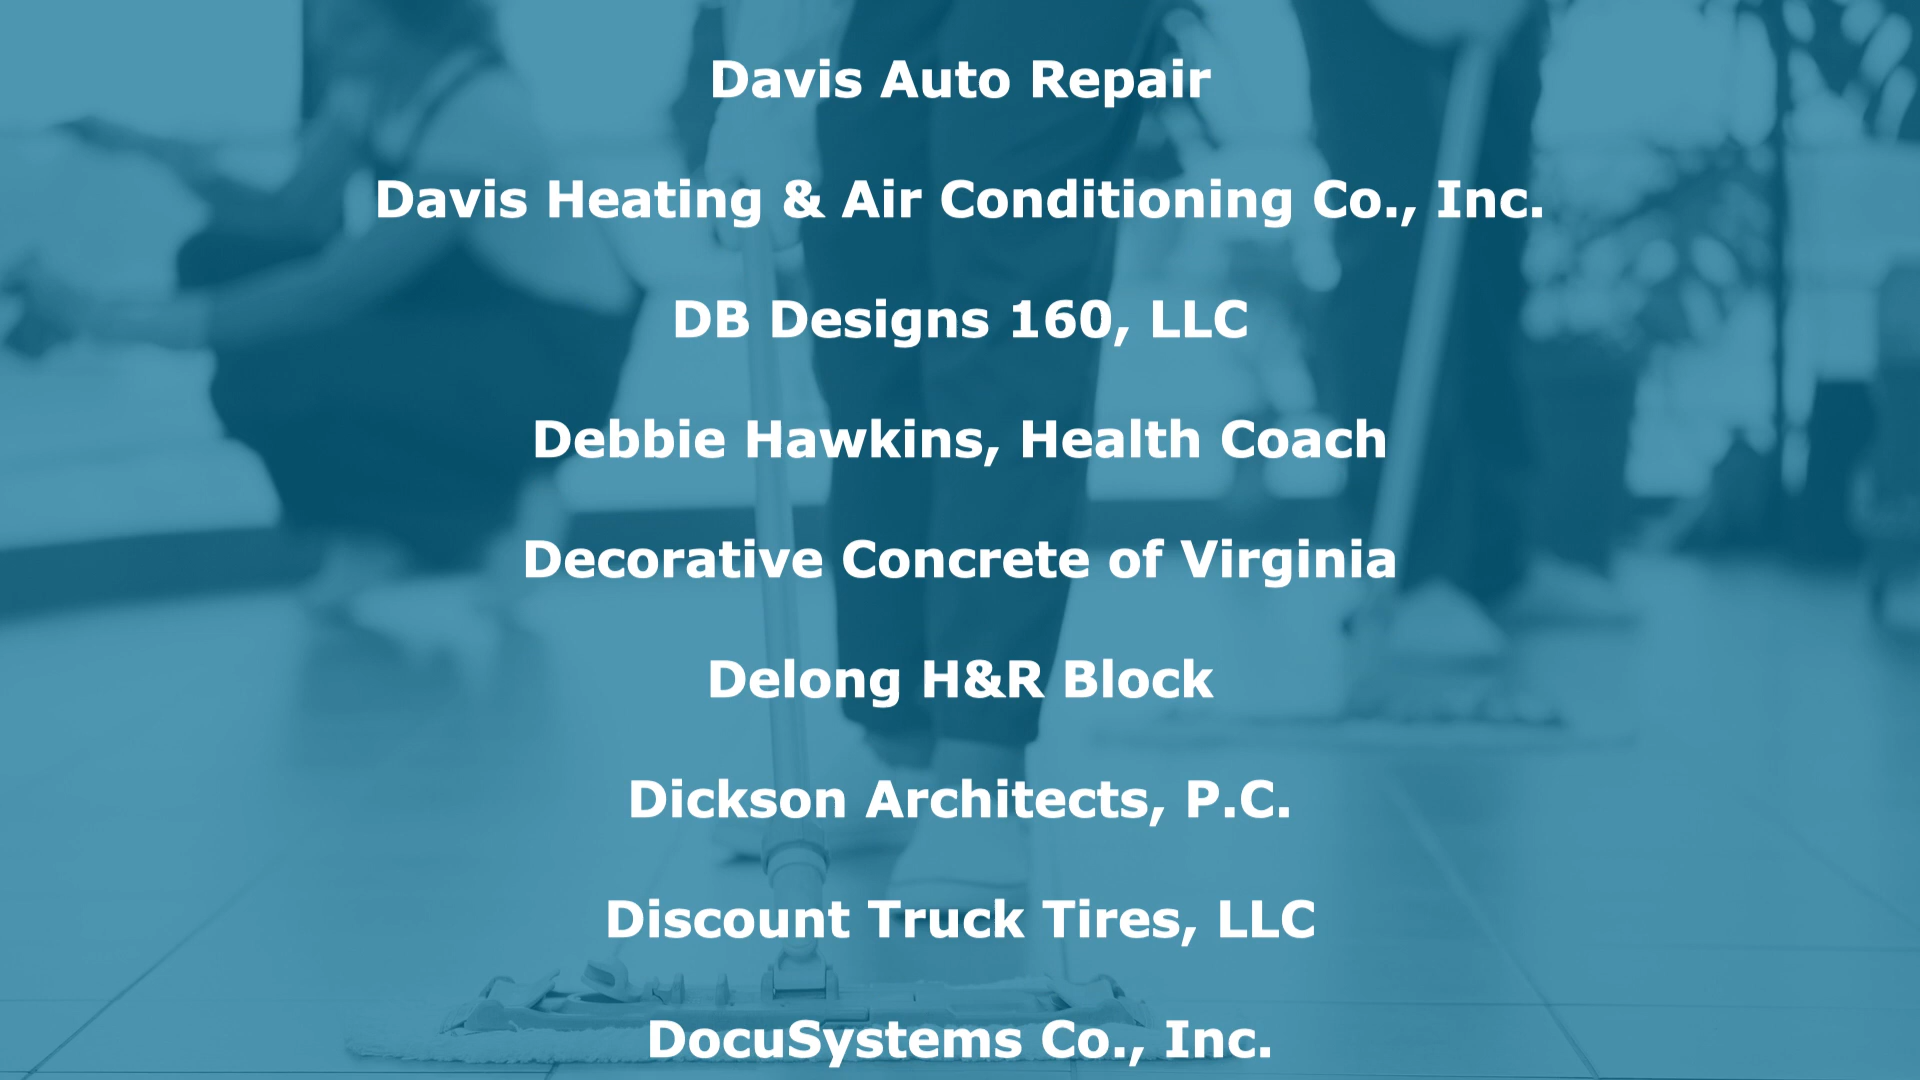 Davis Auto Repair
Davis Heating & Air Conditioning Co., Inc.
DB Designs 160, LLC
Debbie Hawkins, Health Coach
Decorative Concrete of Virginia
Delong H&R Block
Dickson Architects, P.C.
Discount Truck Tires, LLC
DocuSystems Co., Inc.